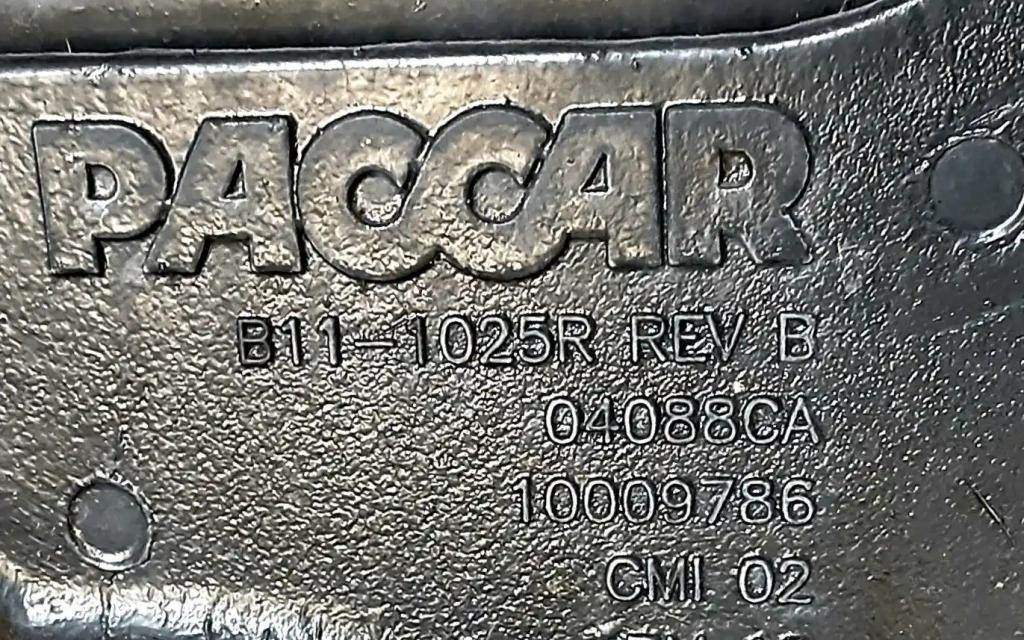 PACCAR
B11-1025R REV B
04088CA
10009786
CMI 02